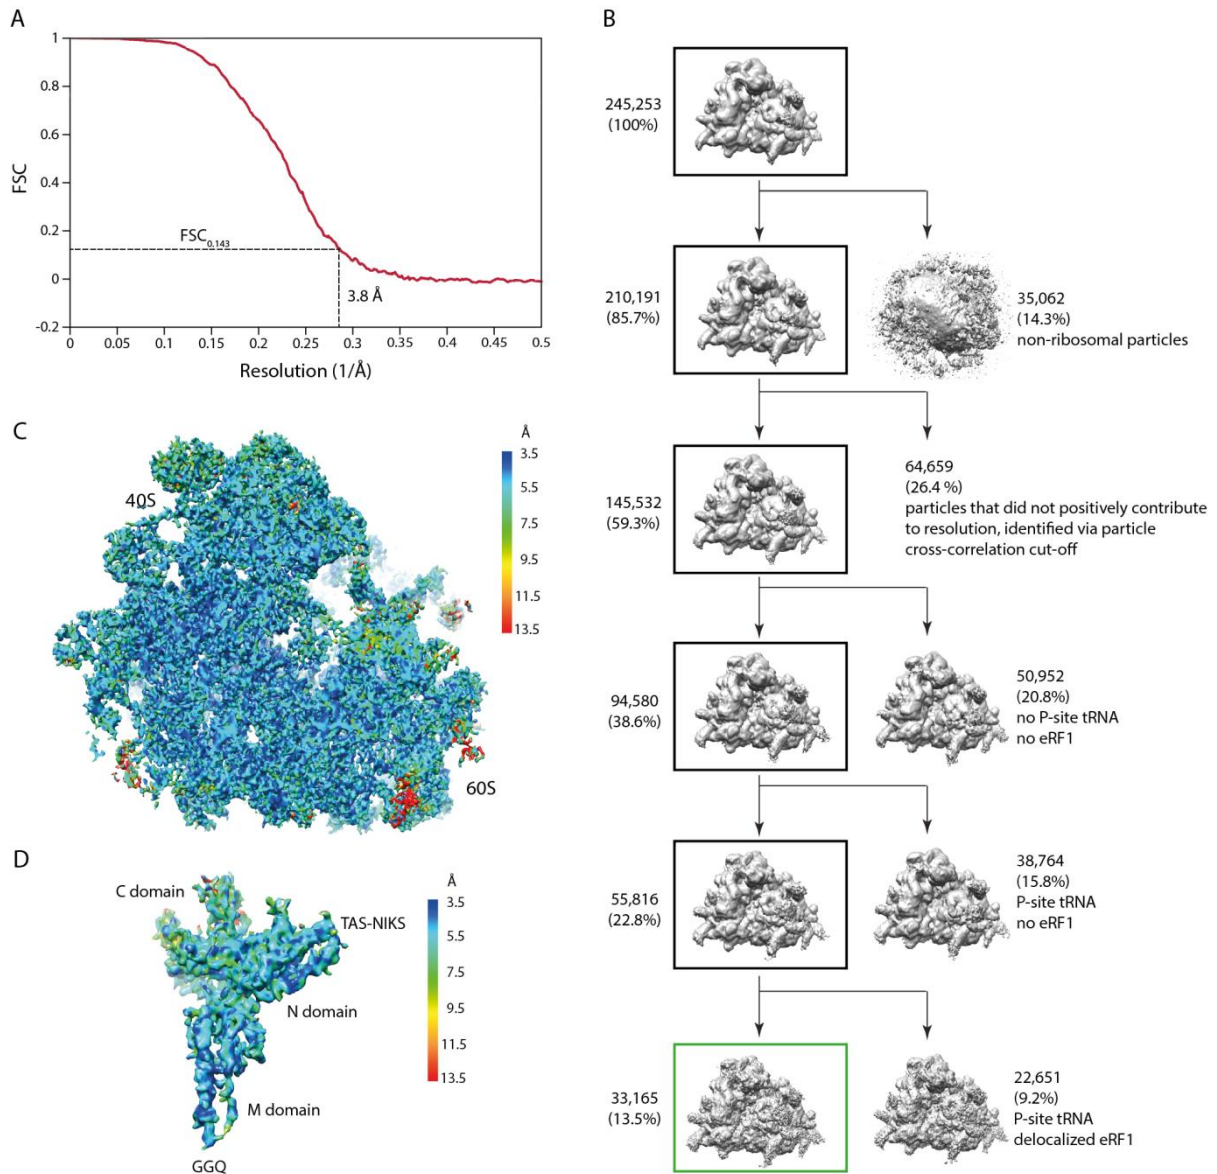 A
1
0.8
0.6
0.4
0.2
0
-0.2
FSC
FSC0.143
3.8 Å
0
0.05
0.1
0.15
0.2
0.25
0.3
0.35
0.4
0.45
0.5
Resolution (1/Å)
B
245,253
(100%)
210,191
(85.7%)
35,062
(14.3%)
non-ribosomal particles
145,532
(59.3%)
64,659
(26.4 %)
particles that did not positively contribute
to resolution, identified via particle
cross-correlation cut-off
94,580
(38.6%)
50,952
(20.8%)
no P-site tRNA
no eRF1
55,816
(22.8%)
38,764
(15.8%)
P-site tRNA
no eRF1
33,165
(13.5%)
22,651
(9.2%)
P-site tRNA
delocalized eRF1
C
40S
60S
Å
3.5
5.5
7.5
9.5
11.5
13.5
D
C domain
TAS-NIKS
N domain
M domain
GGQ
Å
3.5
5.5
7.5
9.5
11.5
13.5